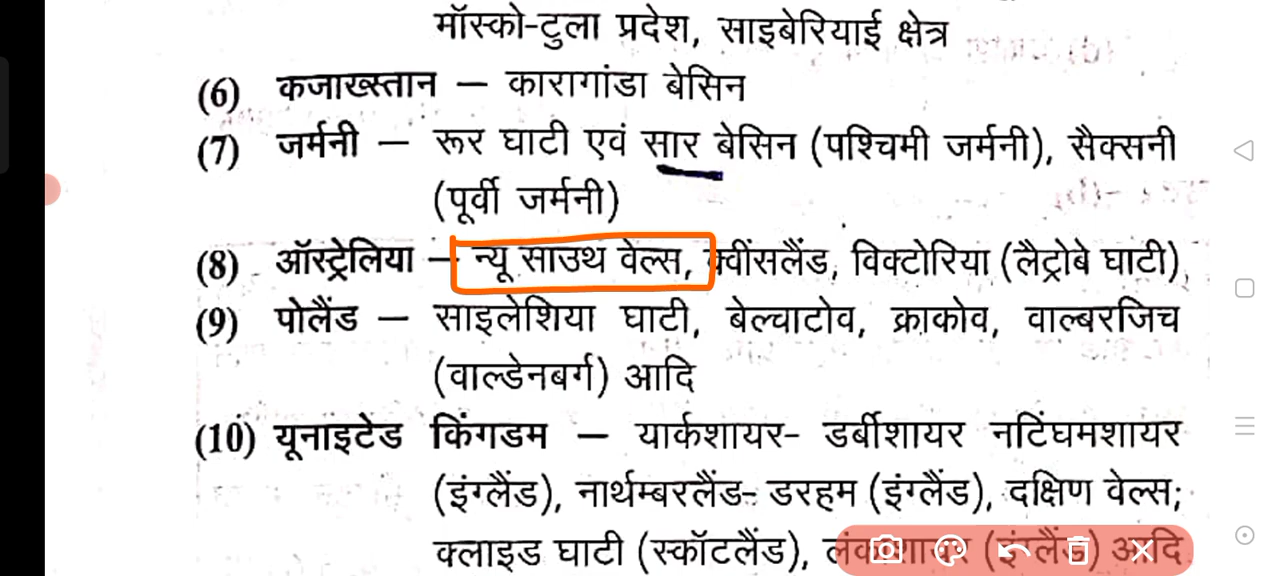 मॉस्को-टुला प्रदेश, साइबेरियाई क्षेत्र
(6) कजाख्स्तान – कारागांडा बेसिन
(7) जर्मनी – रूर घाटी एवं सार बेसिन (पश्चिमी जर्मनी), सैक्सनी
(पूर्वी जर्मनी)
(8) ऑस्ट्रेलिया – न्यू साउथ वेल्स, क्वींसलैंड, विक्टोरिया (लैट्रोबे घाटी),
(9) पोलैंड – साइलेशिया घाटी, बेल्चाटोव, क्राकोव, वाल्बरजिच
(वाल्डेनबर्ग) आदि
(10) यूनाइटेड किंगडम – यार्कशायर- डर्बीशायर नटिंघमशायर
(इंग्लैंड), नार्थम्बरलैंड- डरहम (इंग्लैंड), दक्षिण वेल्स;
क्लाइड घाटी (स्कॉटलैंड), लंकाशायर (इंग्लैंड) आदि